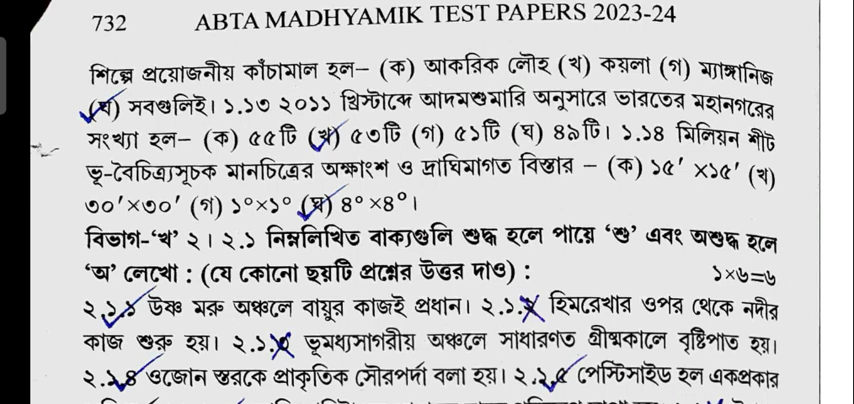 732 ABTA MADHYAMIK TEST PAPERS 2023-24
শিল্পে প্রয়োজনীয় কাঁচামাল হল– (ক) আকরিক লৌহ (খ) কয়লা (গ) ম্যাঙ্গানিজ
(ঘ) সবগুলিই। ১.১৩ ২০১১ খ্রিস্টাব্দে আদমশুমারি অনুসারে ভারতের মহানগরের
সংখ্যা হল– (ক) ৫৫টি (খ) ৫৩টি (গ) ৫১টি (ঘ) ৪৯টি। ১.১৪ মিলিয়ন শীট
ভূ-বৈচিত্র্যসূচক মানচিত্রের অক্ষাংশ ও দ্রাঘিমাগত বিস্তার – (ক) ১৫′ ×১৫′ (খ)
৩০′×৩০′ (গ) ১°×১° (ঘ) ৪° ×৪°।
বিভাগ-‘খ’ ২। ২.১ নিম্নলিখিত বাক্যগুলি শুদ্ধ হলে পাশে ‘শু’ এবং অশুদ্ধ হলে
‘অ’ লেখো : (যে কোনো ছয়টি প্রশ্নের উত্তর দাও) : ১×৬=৬
২.১.১ উষ্ণ মরু অঞ্চলে বায়ুর কাজই প্রধান। ২.১.২ হিমরেখার ওপর থেকে নদীর
কাজ শুরু হয়। ২.১.৩ ভূমধ্যসাগরীয় অঞ্চলে সাধারণত গ্রীষ্মকালে বৃষ্টিপাত হয়।
২.১.৪ ওজোন স্তরকে প্রাকৃতিক সৌরপর্দা বলা হয়। ২.১.৫ পেস্টিসাইড হল একপ্রকার